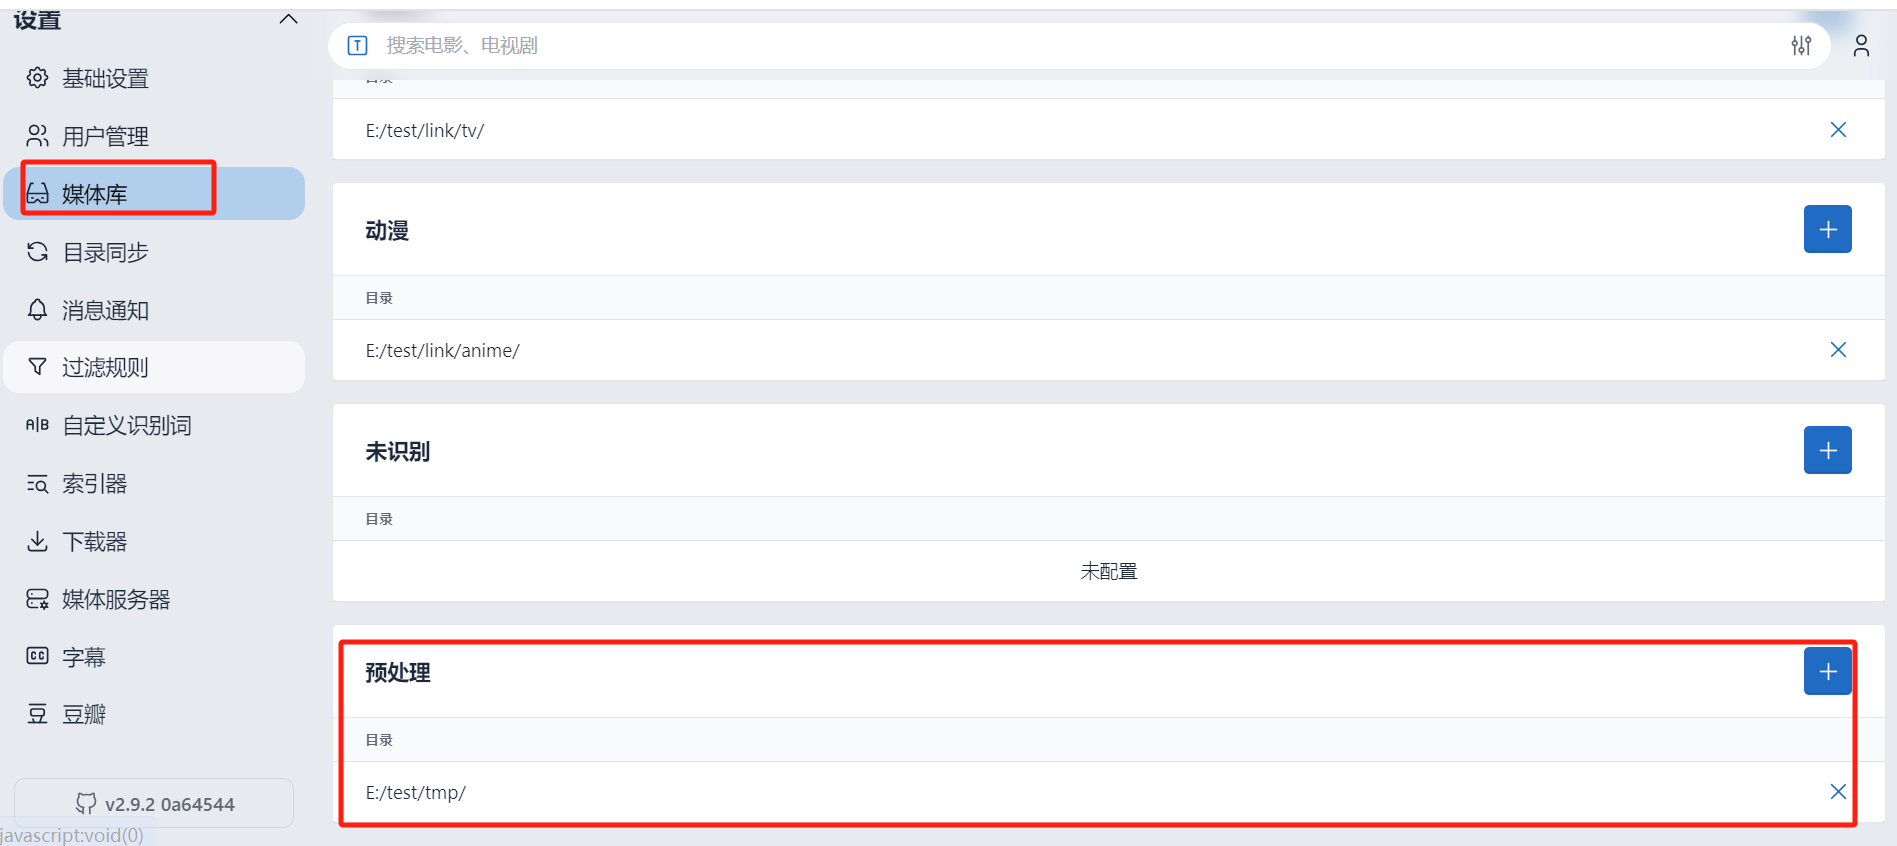 设置
基础设置
用户管理
媒体库
目录同步
消息通知
过滤规则
A|B 自定义识别词
索引器
下载器
媒体服务器
CC 字幕
豆瓣
v2.9.2 0a64544
javascript:void(0)
T 搜索电影、电视剧
目录
E:/test/link/tv/
动漫
目录
E:/test/link/anime/
未识别
目录
未配置
预处理
目录
E:/test/tmp/